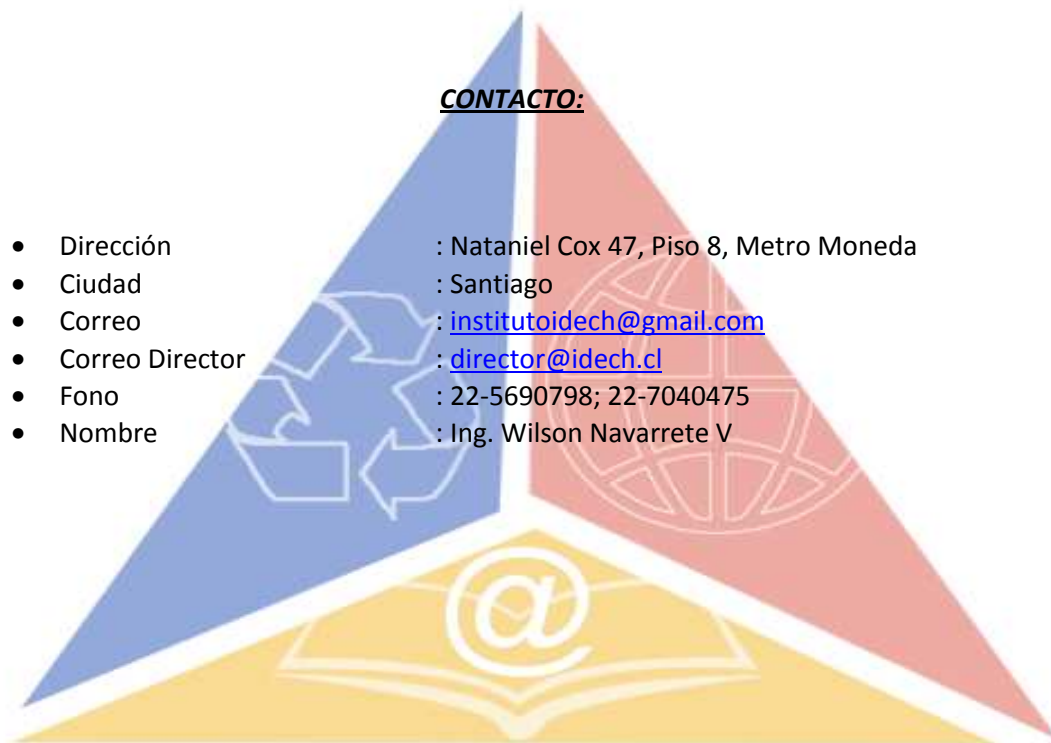 CONTACTO:
• Dirección : Nataniel Cox 47, Piso 8, Metro Moneda
• Ciudad : Santiago
• Correo : institutoidech@gmail.com
• Correo Director : director@idech.cl
• Fono : 22-5690798; 22-7040475
• Nombre : Ing. Wilson Navarrete V
@